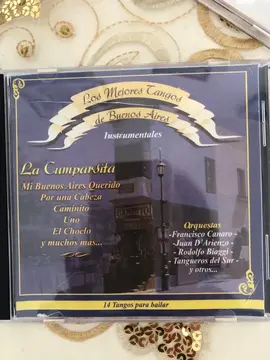 Los Mejores Tangos
de Buenos Aires
Instrumentales
La Cumparsita
Mi Buenos Aires Querido
Por una Cabeza
Caminito
Uno
El Choclo
y muchos mas...
Orquestas
-Francisco Canaro-
- Juan D'Arienzo -
- Rodolfo Biaggi -
- Tangueros del Sur -
y otros...
14 Tangos para bailar